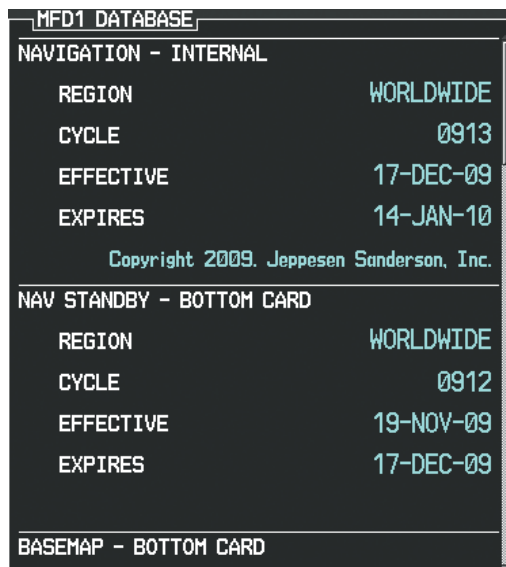 MFD1 DATABASE
NAVIGATION - INTERNAL
REGION WORLDWIDE
CYCLE 0913
EFFECTIVE 17-DEC-09
EXPIRES 14-JAN-10
Copyright 2009. Jeppesen Sanderson, Inc.
NAV STANDBY - BOTTOM CARD
REGION WORLDWIDE
CYCLE 0912
EFFECTIVE 19-NOV-09
EXPIRES 17-DEC-09
BASEMAP - BOTTOM CARD